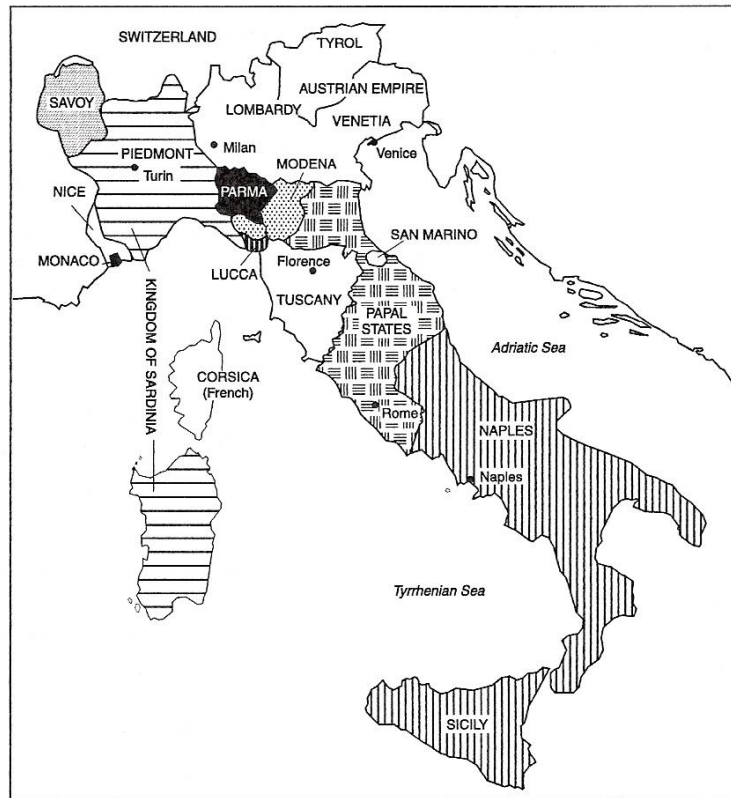 SWITZERLAND
TYROL
SAVOY
AUSTRIAN EMPIRE
LOMBARDY
VENETIA
Milan
Venice
PIEDMONT
MODENA
Turin
PARMA
NICE
SAN MARINO
MONACO
LUCCA
Florence
TUSCANY
PAPAL
STATES
KINGDOM OF SARDINIA
Adriatic Sea
CORSICA
(French)
Rome
NAPLES
Naples
Tyrrhenian Sea
SICILY